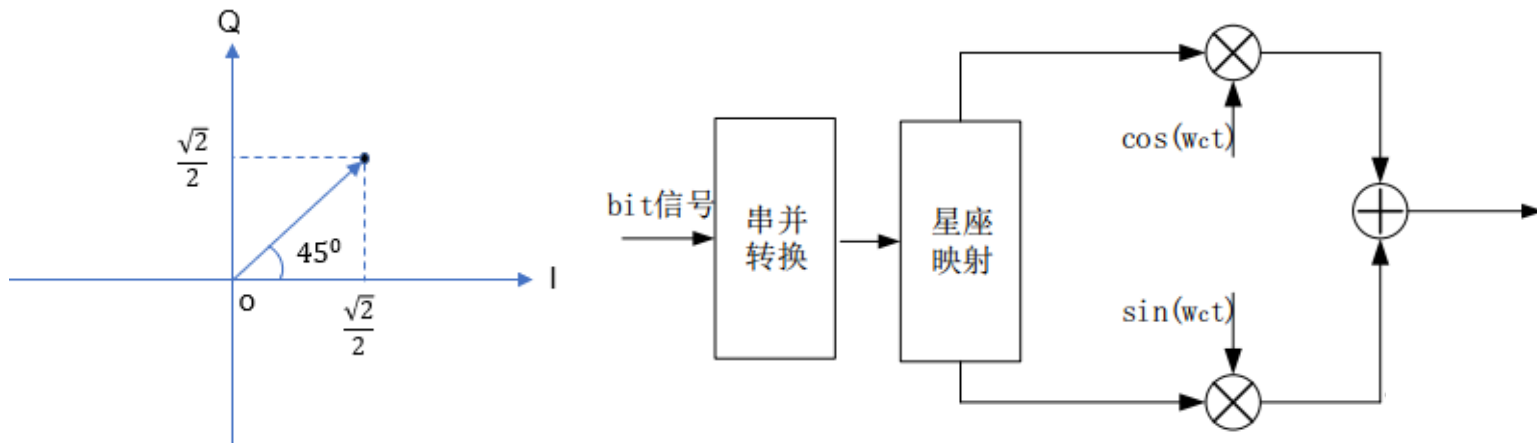 Q
√2/2
45⁰
I
o
√2/2
bit信号
串并
转换
星座
映射
cos(wct)
sin(wct)